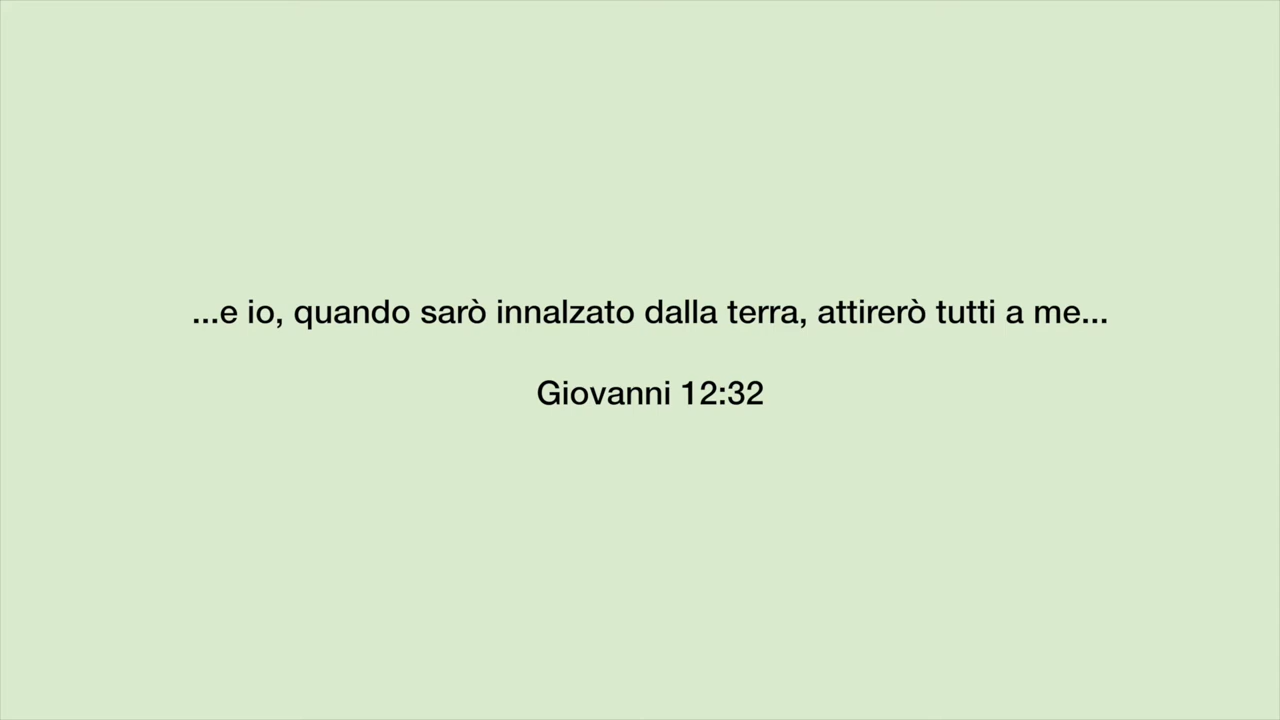 ...e io, quando sarò innalzato dalla terra, attirerò tutti a me...
Giovanni 12:32